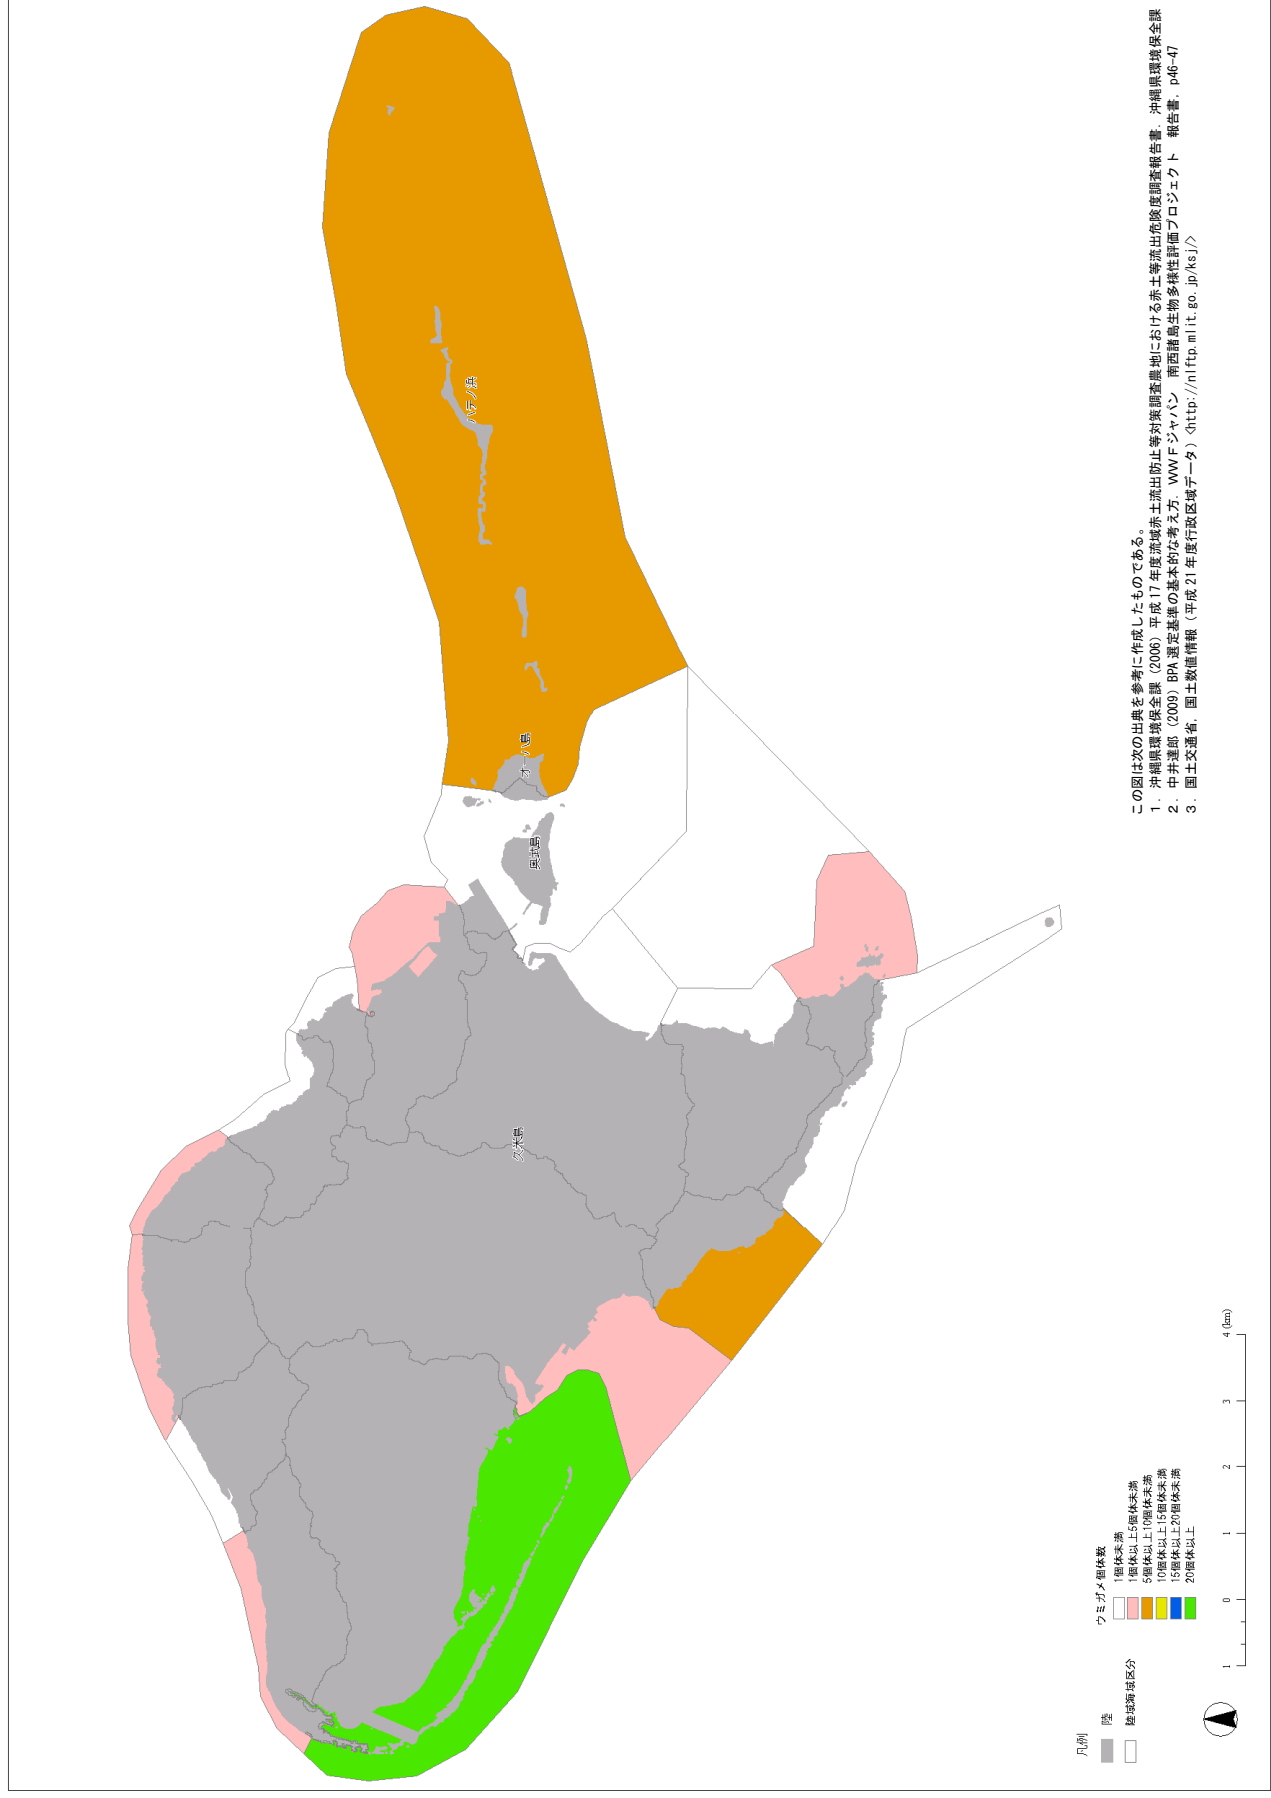 ハテノ浜
オーハ島
奥武島
久米島
この図は次の出典を参考に作成したものである。
1. 沖縄県環境保全課 (2006) 平成17年度流域赤土流出防止等対策調査農地における赤土等流出危険度調査報告書. 沖縄県環境保全課
2. 中井達郎 (2009) BPA選定基準の基本的な考え方. WWFジャパン 南西諸島生物多様性評価プロジェクト 報告書, p46-47
3. 国土交通省, 国土数値情報 (平成21年度行政区域データ) <http://nlftp.mlit.go.jp/ksj/>
凡例
陸
陸域海域区分
ウミガメ個体数
1個体未満
1個体以上5個体未満
5個体以上10個体未満
10個体以上15個体未満
15個体以上20個体未満
20個体以上
1 0 1 2 3 4 (km)